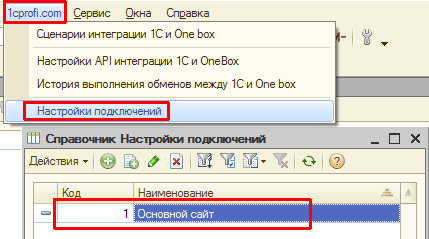 1cprofi.com Сервис Окна Справка
Сценарии интеграции 1С и One box
Настройки API интеграции 1С и OneBox
История выполнения обменов между 1С и One box
Настройки подключений
Справочник Настройки подключений
Действия
Код Наименование
1 Основной сайт